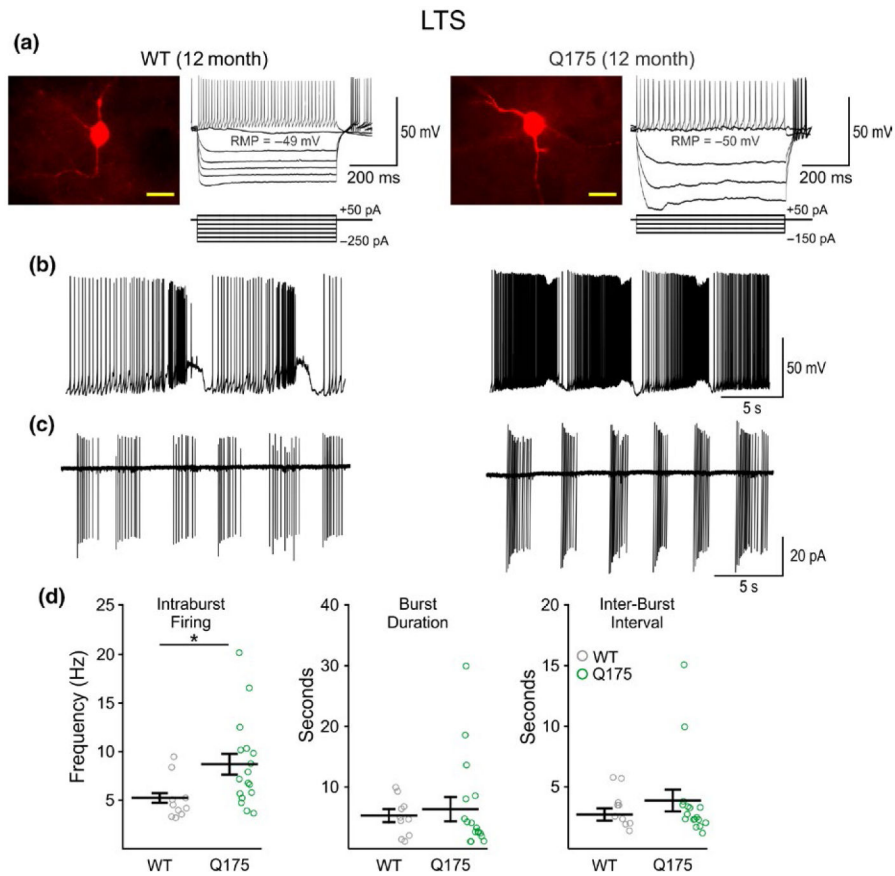 LTS
(a)
WT (12 month)
Q175 (12 month)
RMP = –49 mV
50 mV
200 ms
+50 pA
–250 pA
RMP = –50 mV
50 mV
200 ms
+50 pA
–150 pA
(b)
50 mV
5 s
(c)
20 pA
5 s
(d)
Intraburst
Firing
*
Frequency (Hz)
25
20
15
10
5
WT
Q175
Burst
Duration
Seconds
40
30
20
10
WT
Q175
Inter-Burst
Interval
WT
Q175
Seconds
20
15
10
5
WT
Q175